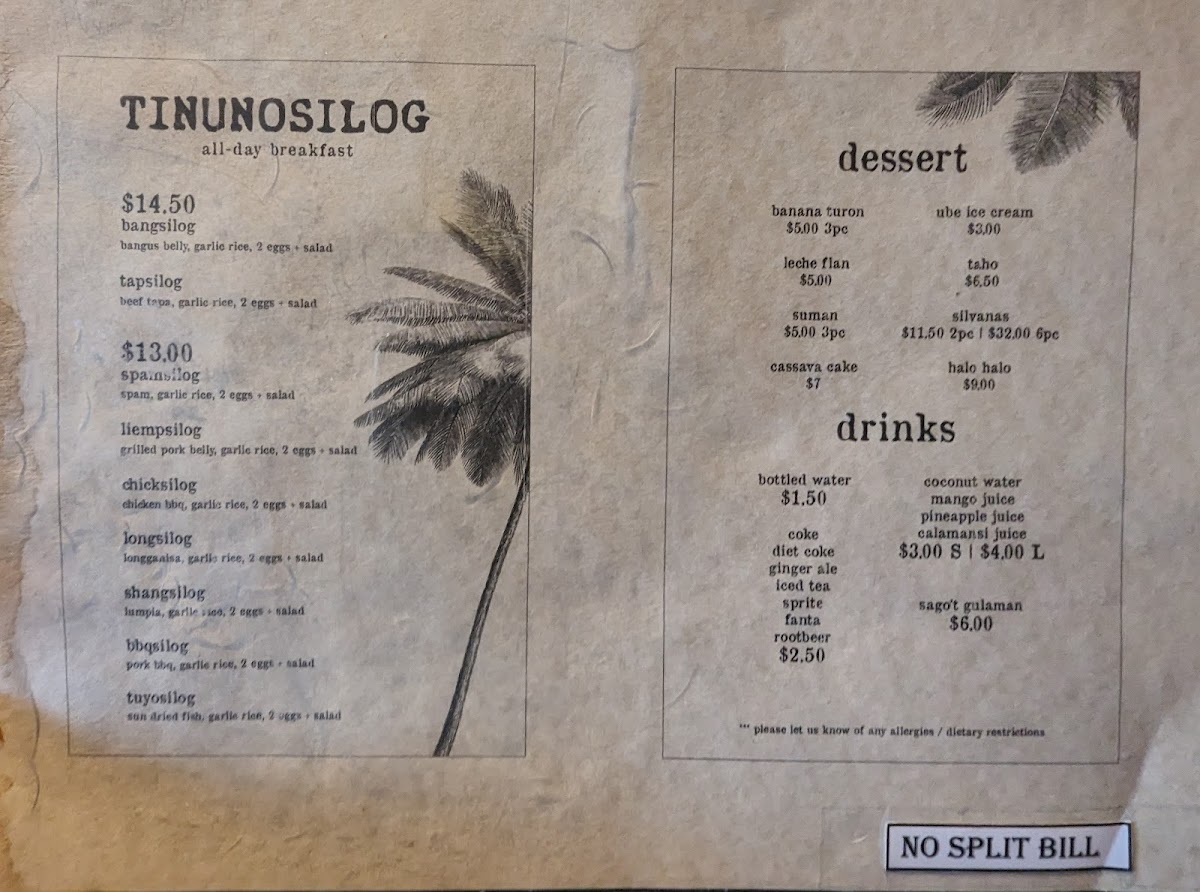 TINUNOSILOG
all-day breakfast
$14.50
bangsilog
bangus belly, garlic rice, 2 eggs + salad
tapsilog
beef tapa, garlic rice, 2 eggs + salad
$13.00
spamsilog
spam, garlic rice, 2 eggs + salad
liempsilog
grilled pork belly, garlic rice, 2 eggs + salad
chicksilog
chicken bbq, garlic rice, 2 eggs + salad
longsilog
longganisa, garlic rice, 2 eggs + salad
shangsilog
lumpia, garlic rice, 2 eggs + salad
bbqsilog
pork bbq, garlic rice, 2 eggs + salad
tuyosilog
sun dried fish, garlic rice, 2 eggs + salad
dessert
banana turon
$5.00 3pc
leche flan
$5.00
suman
$5.00 3pc
cassava cake
$7
ube ice cream
$3.00
taho
$6.50
silvanas
$11.50 2pc | $32.00 6pc
halo halo
$9.00
drinks
bottled water
$1.50
coke
diet coke
ginger ale
iced tea
sprite
fanta
rootbeer
$2.50
coconut water
mango juice
pineapple juice
calamansi juice
$3.00 S | $4.00 L
sago't gulaman
$6.00
*** please let us know of any allergies / dietary restrictions
NO SPLIT BILL